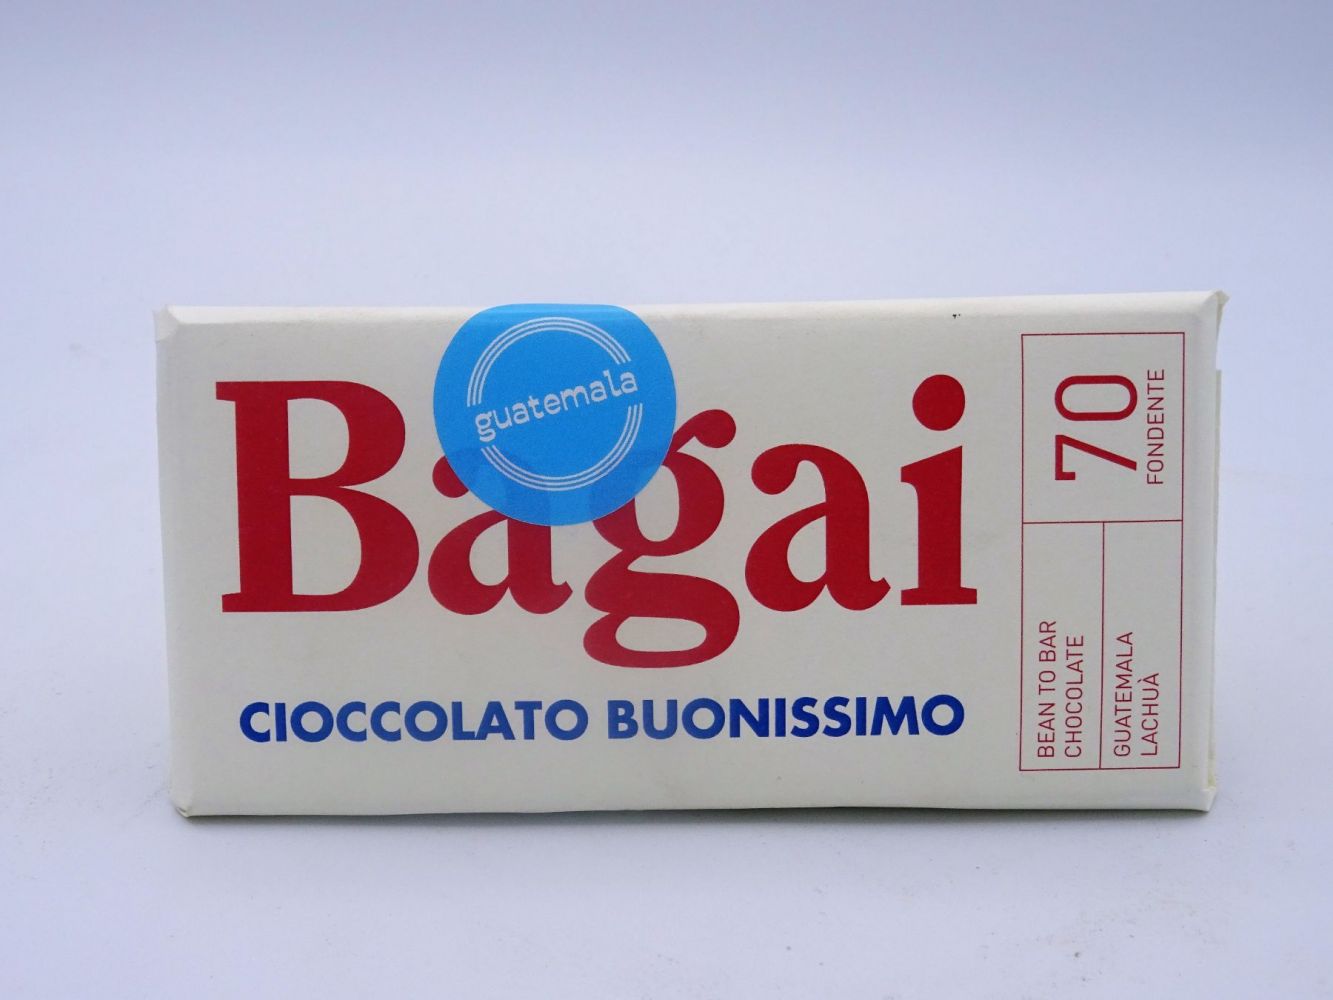 guatemala
Bagai
CIOCCOLATO BUONISSIMO
70
FONDENTE
BEAN TO BAR
CHOCOLATE
GUATEMALA
LACHUÀ